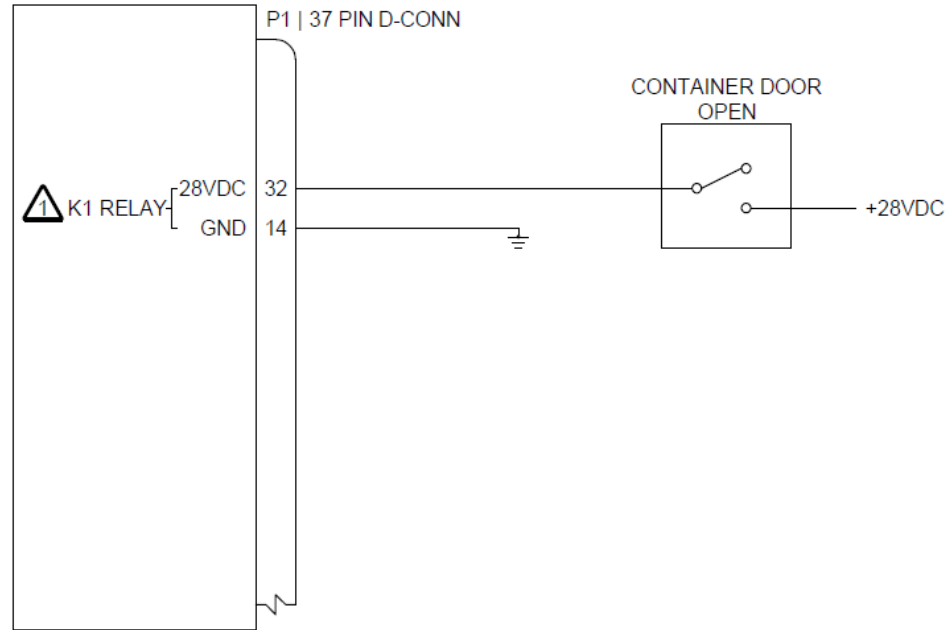 P1 | 37 PIN D-CONN
CONTAINER DOOR
OPEN
28VDC 32
1 K1 RELAY
+28VDC
GND 14